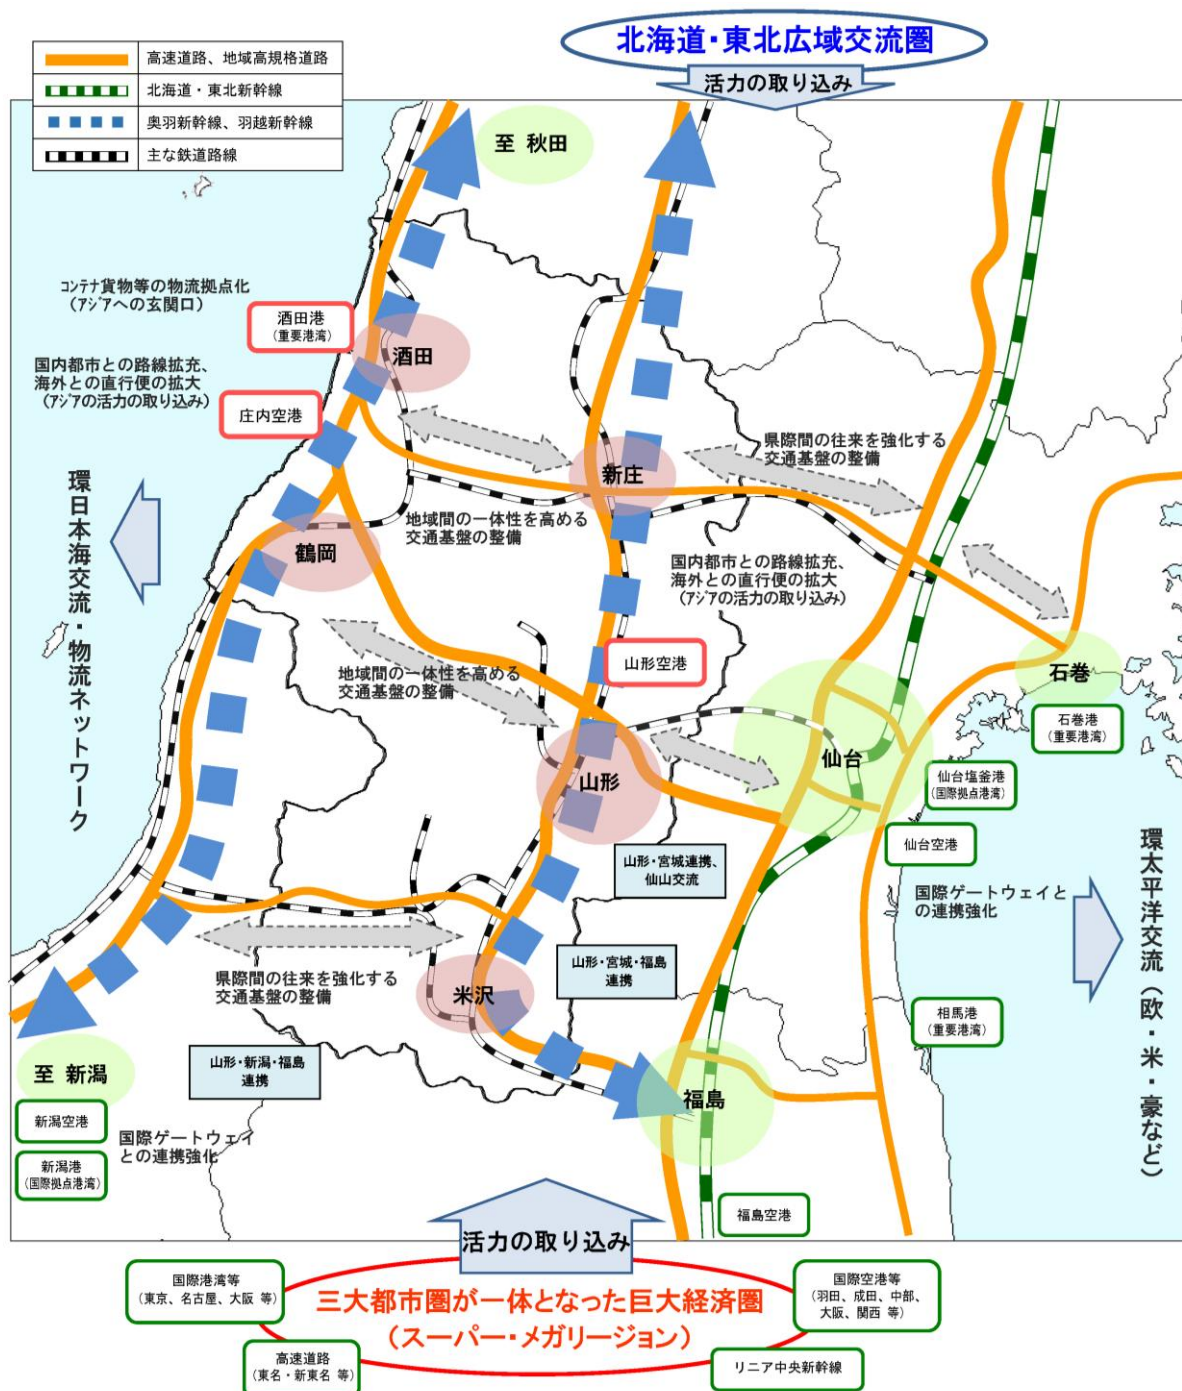 北海道・東北広域交流圏
活力の取り込み
高速道路、地域高規格道路
北海道・東北新幹線
奥羽新幹線、羽越新幹線
主な鉄道路線
至 秋田
コンテナ貨物等の物流拠点化
(アジアへの玄関口)
酒田港
(重要港湾)
酒田
国内都市との路線拡充、
海外との直行便の拡大
(アジアの活力の取り込み)
庄内空港
県際間の往来を強化する
交通基盤の整備
新庄
環日本海交流・物流ネットワーク
地域間の一体性を高める
交通基盤の整備
鶴岡
国内都市との路線拡充、
海外との直行便の拡大
(アジアの活力の取り込み)
山形空港
地域間の一体性を高める
交通基盤の整備
石巻
石巻港
(重要港湾)
仙台
山形
仙台塩釜港
(国際拠点港湾)
仙台空港
山形・宮城連携、
仙山交流
国際ゲートウェイと
の連携強化
環太平洋交流(欧・米・豪など)
山形・宮城・福島
連携
県際間の往来を強化する
交通基盤の整備
米沢
相馬港
(重要港湾)
至 新潟
山形・新潟・福島
連携
福島
新潟空港
国際ゲートウェイ
との連携強化
新潟港
(国際拠点港湾)
福島空港
活力の取り込み
国際港湾等
(東京、名古屋、大阪 等)
国際空港等
(羽田、成田、中部、
大阪、関西 等)
三大都市圏が一体となった巨大経済圏
(スーパー・メガリージョン)
高速道路
(東名・新東名 等)
リニア中央新幹線